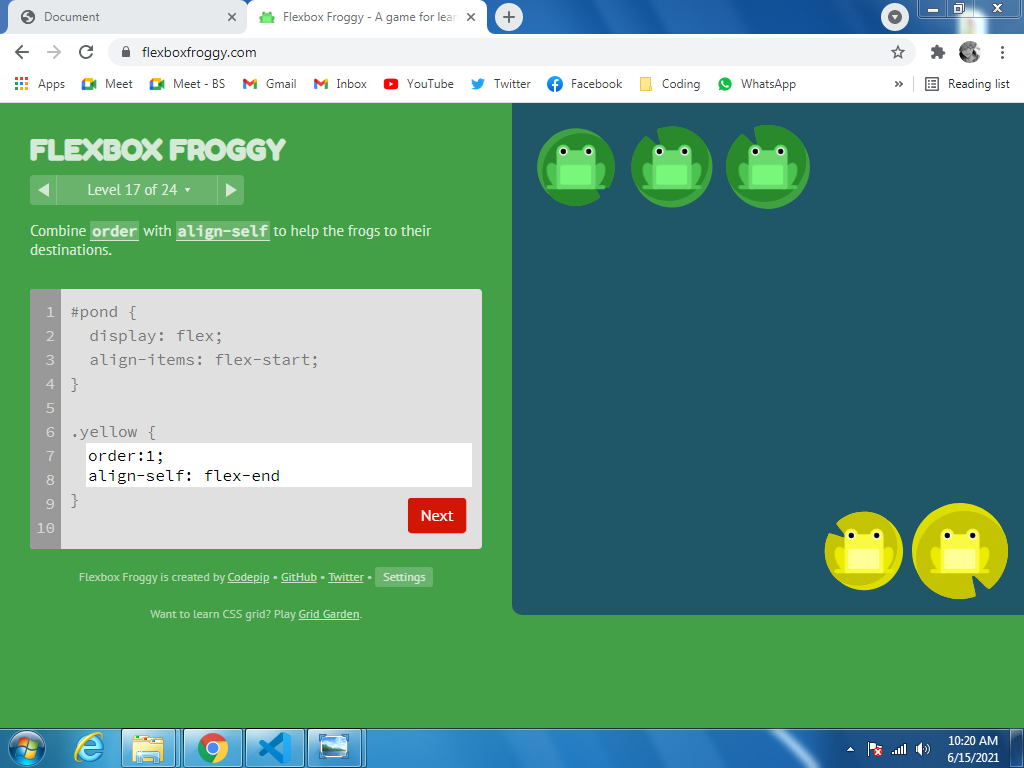 Document
Flexbox Froggy - A game for lear
flexboxfroggy.com
Apps Meet Meet - BS Gmail Inbox YouTube Twitter Facebook Coding WhatsApp » Reading list
FLEXBOX FROGGY
Level 17 of 24
Combine order with align-self to help the frogs to their
destinations.
1 #pond {
2 display: flex;
3 align-items: flex-start;
4 }
5
6 .yellow {
7 order:1;
8 align-self: flex-end
9 }
10
Next
Flexbox Froggy is created by Codepip • GitHub • Twitter • Settings
Want to learn CSS grid? Play Grid Garden.
10:20 AM
6/15/2021